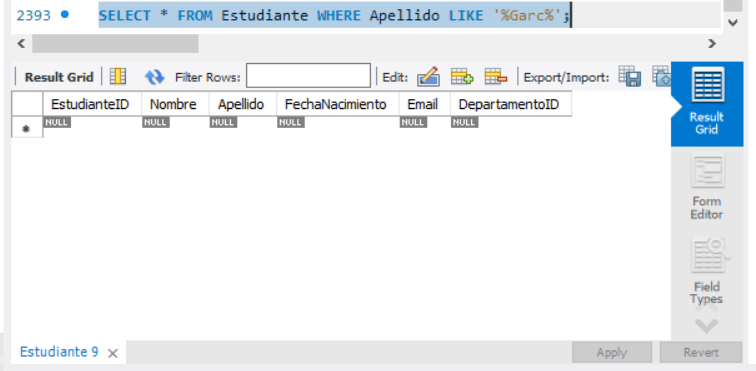 2393 SELECT * FROM Estudiante WHERE Apellido LIKE '%Garc%';
Result Grid Filter Rows: Edit: Export/Import:
EstudianteID Nombre Apellido FechaNacimiento Email DepartamentoID
NULL NULL NULL NULL NULL NULL
Result
Grid
Form
Editor
Field
Types
Estudiante 9 Apply Revert